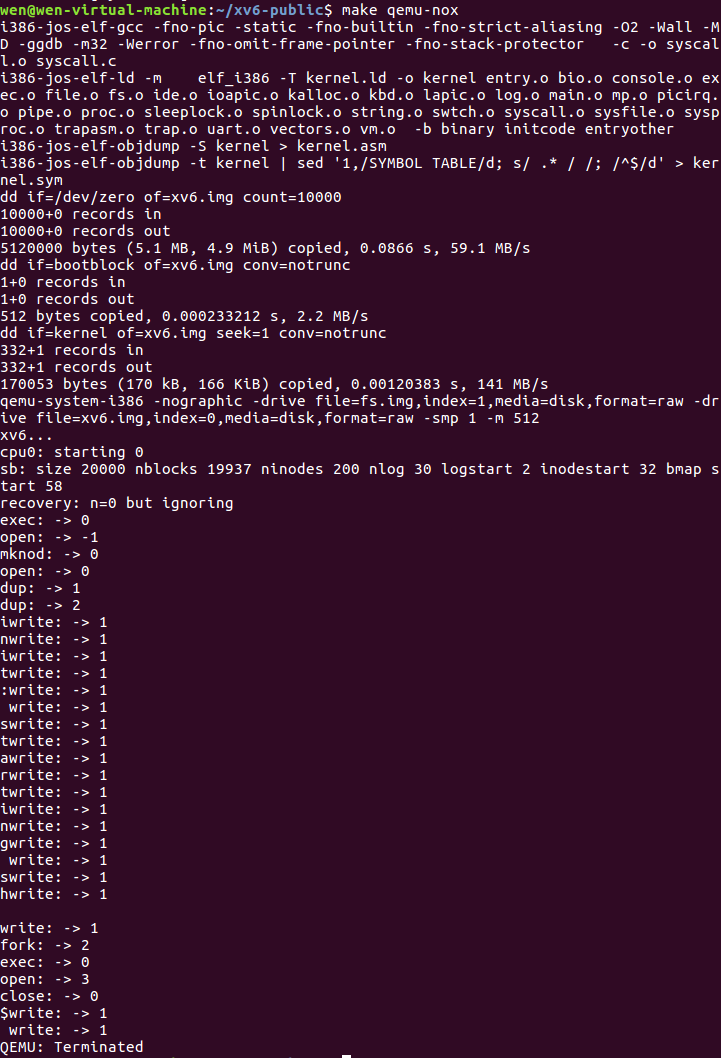 wen@wen-virtual-machine:~/xv6-public$ make qemu-nox
i386-jos-elf-gcc -fno-pic -static -fno-builtin -fno-strict-aliasing -O2 -Wall -M
D -ggdb -m32 -Werror -fno-omit-frame-pointer -fno-stack-protector   -c -o syscal
l.o syscall.c
i386-jos-elf-ld -m    elf_i386 -T kernel.ld -o kernel entry.o bio.o console.o ex
ec.o file.o fs.o ide.o ioapic.o kalloc.o kbd.o lapic.o log.o main.o mp.o picirq.
o pipe.o proc.o sleeplock.o spinlock.o string.o swtch.o syscall.o sysfile.o sysp
roc.o trapasm.o trap.o uart.o vectors.o vm.o  -b binary initcode entryother
i386-jos-elf-objdump -S kernel > kernel.asm
i386-jos-elf-objdump -t kernel | sed '1,/SYMBOL TABLE/d; s/ .* / /; /^$/d' > ker
nel.sym
dd if=/dev/zero of=xv6.img count=10000
10000+0 records in
10000+0 records out
5120000 bytes (5.1 MB, 4.9 MiB) copied, 0.0866 s, 59.1 MB/s
dd if=bootblock of=xv6.img conv=notrunc
1+0 records in
1+0 records out
512 bytes copied, 0.000233212 s, 2.2 MB/s
dd if=kernel of=xv6.img seek=1 conv=notrunc
332+1 records in
332+1 records out
170053 bytes (170 kB, 166 KiB) copied, 0.00120383 s, 141 MB/s
qemu-system-i386 -nographic -drive file=fs.img,index=1,media=disk,format=raw -dr
ive file=xv6.img,index=0,media=disk,format=raw -smp 1 -m 512
xv6...
cpu0: starting 0
sb: size 20000 nblocks 19937 ninodes 200 nlog 30 logstart 2 inodestart 32 bmap s
tart 58
recovery: n=0 but ignoring
exec: -> 0
open: -> -1
mknod: -> 0
open: -> 0
dup: -> 1
dup: -> 2
iwrite: -> 1
nwrite: -> 1
iwrite: -> 1
twrite: -> 1
:write: -> 1
 write: -> 1
swrite: -> 1
twrite: -> 1
awrite: -> 1
rwrite: -> 1
twrite: -> 1
iwrite: -> 1
nwrite: -> 1
gwrite: -> 1
 write: -> 1
swrite: -> 1
hwrite: -> 1

write: -> 1
fork: -> 2
exec: -> 0
open: -> 3
close: -> 0
$write: -> 1
 write: -> 1
QEMU: Terminated